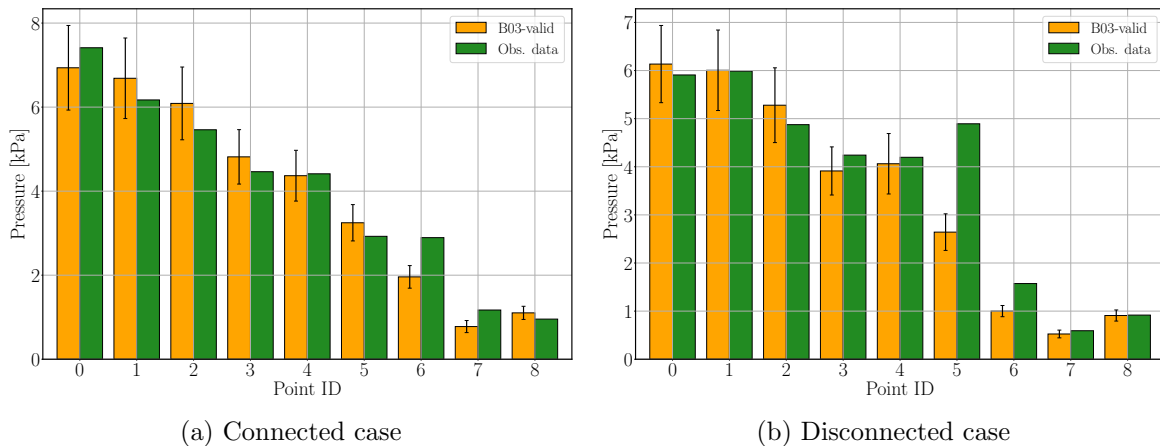 8
6
4
2
0
Pressure [kPa]
B03-valid
Obs. data
0 1 2 3 4 5 6 7 8
Point ID
(a) Connected case
7
6
5
4
3
2
1
0
Pressure [kPa]
B03-valid
Obs. data
0 1 2 3 4 5 6 7 8
Point ID
(b) Disconnected case